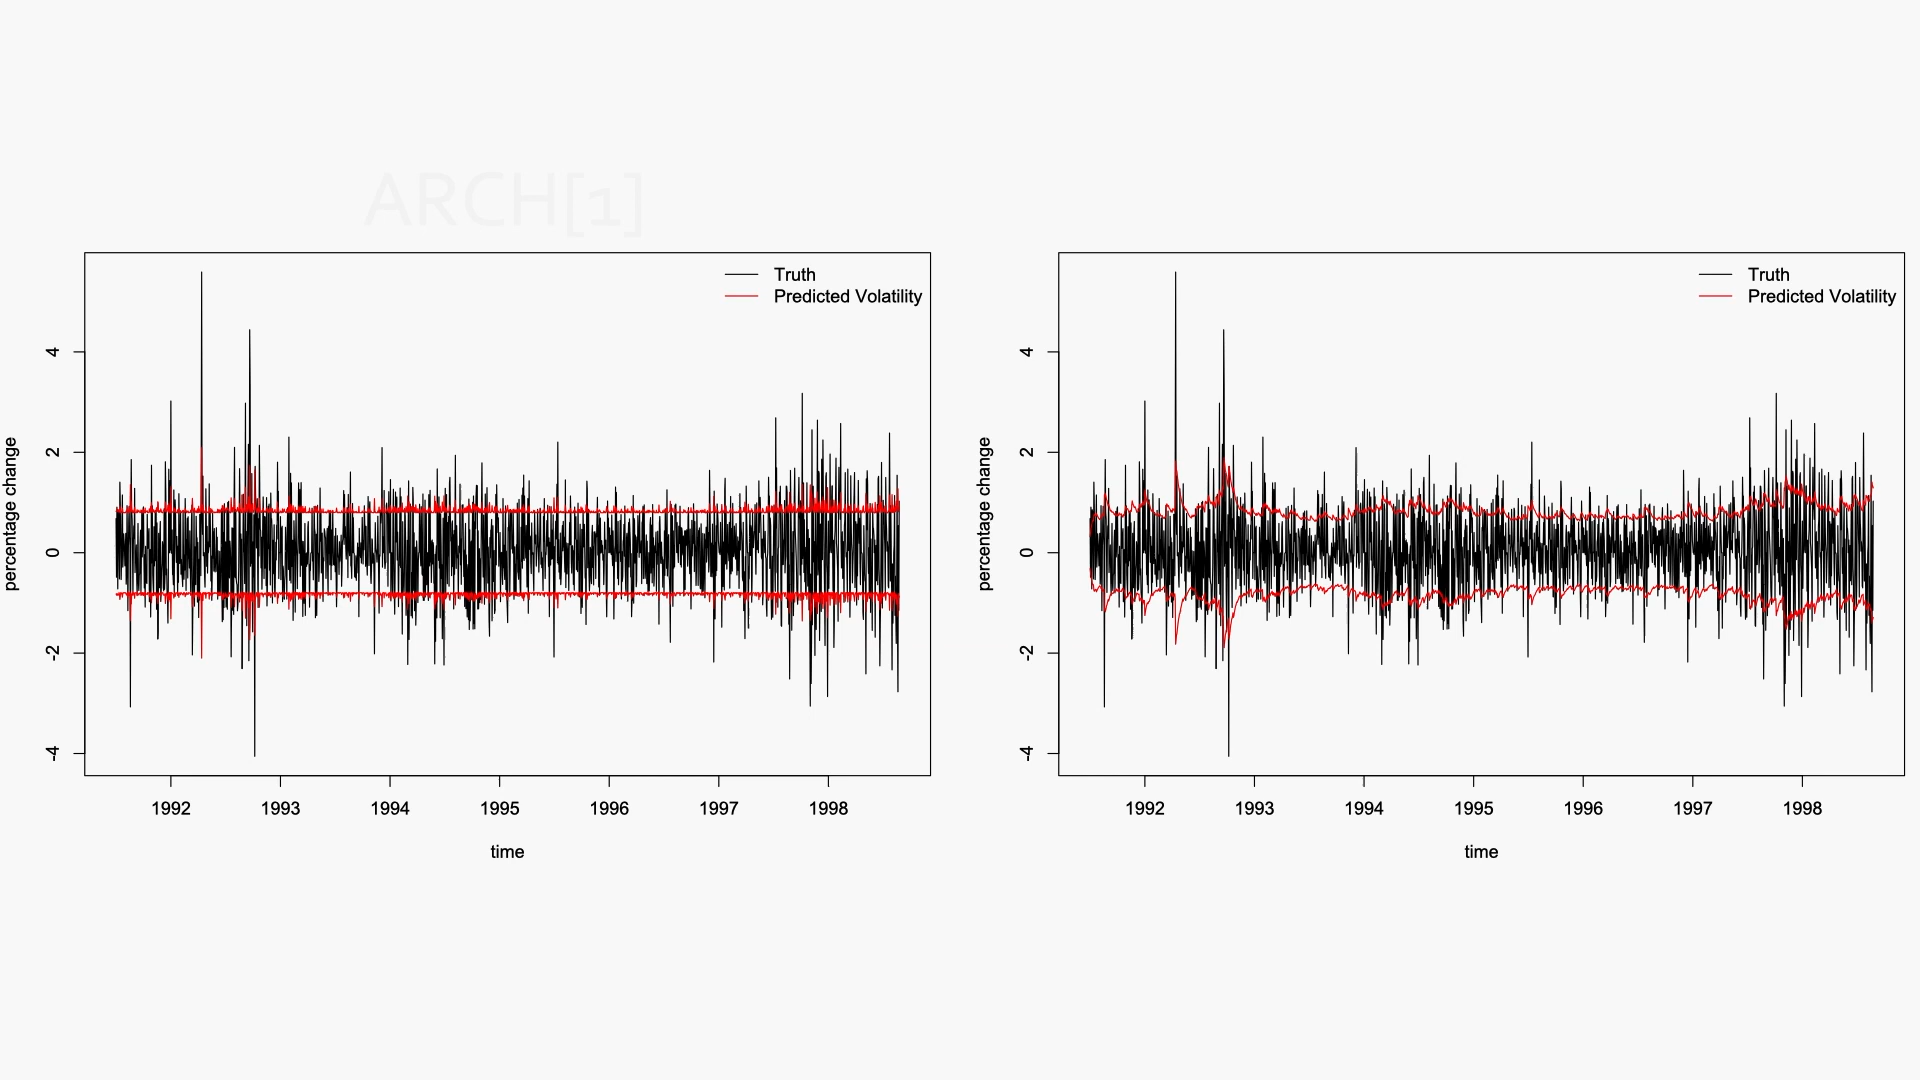 ARCH[1]
Truth
Predicted Volatility
percentage change
4
2
0
-2
-4
1992 1993 1994 1995 1996 1997 1998
time
Truth
Predicted Volatility
percentage change
4
2
0
-2
-4
1992 1993 1994 1995 1996 1997 1998
time